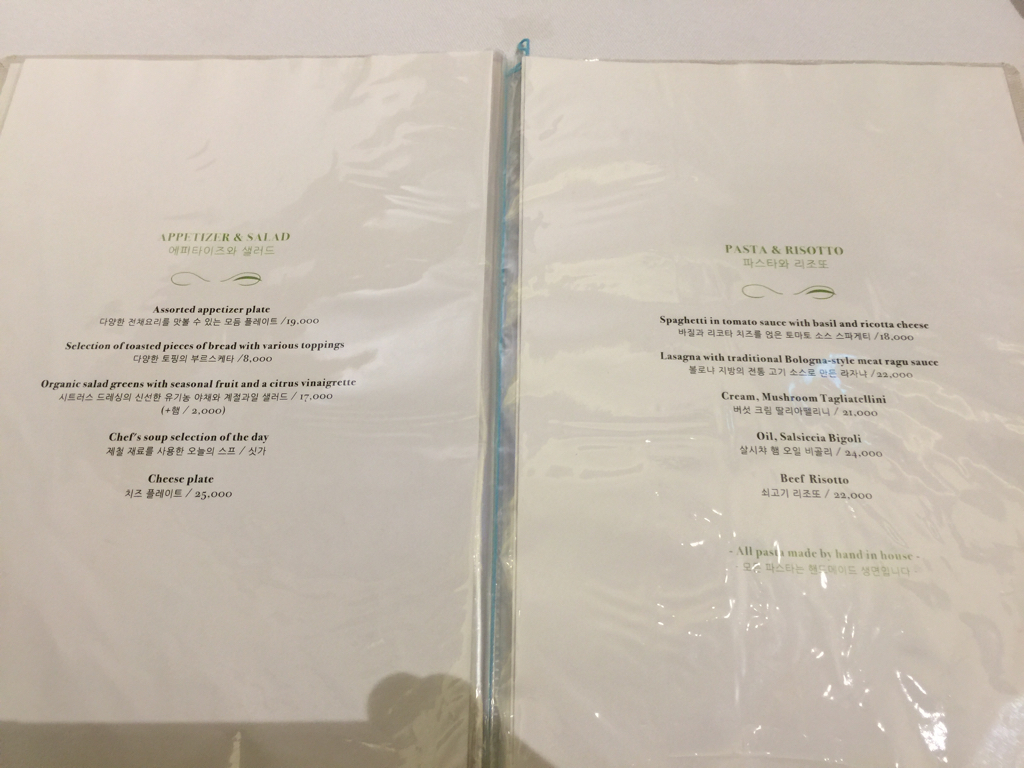 APPETIZER & SALAD
에피타이즈와 샐러드
Assorted appetizer plate
다양한 전채요리를 맛볼 수 있는 모둠 플레이트 /19,000
Selection of toasted pieces of bread with various toppings
다양한 토핑의 부르스케타 /8,000
Organic salad greens with seasonal fruit and a citrus vinaigrette
시트러스 드레싱의 신선한 유기농 야채와 계절과일 샐러드 / 17,000
(+햄 / 2,000)
Chef's soup selection of the day
제철 재료를 사용한 오늘의 스프 / 싯가
Cheese plate
치즈 플레이트 / 25,000
PASTA & RISOTTO
파스타와 리조또
Spaghetti in tomato sauce with basil and ricotta cheese
바질과 리코타 치즈를 얹은 토마토 소스 스파게티 /18,000
Lasagna with traditional Bologna-style meat ragu sauce
볼로냐 지방의 전통 고기 소스로 만든 라자냐 /22,000
Cream, Mushroom Tagliatellini
버섯 크림 딸리아뗄리니 / 21,000
Oil, Salsiccia Bigoli
살시챠 햄 오일 비골리 / 24,000
Beef Risotto
쇠고기 리조또 / 22,000
- All pasta made by hand in house -
- 모든 파스타는 핸드메이드 생면입니다